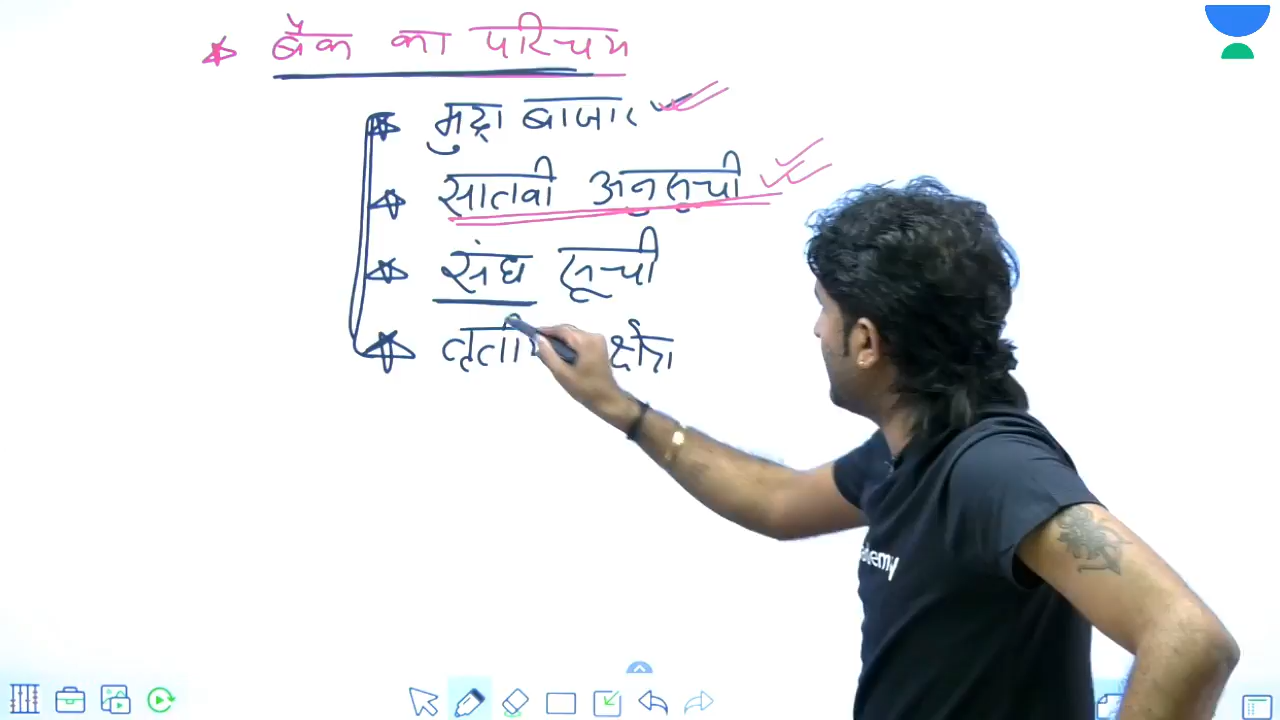 बैंक का परिचय
मुद्रा बाजार
सातवी अनुसूची
संघ सूची
क्षेत्र